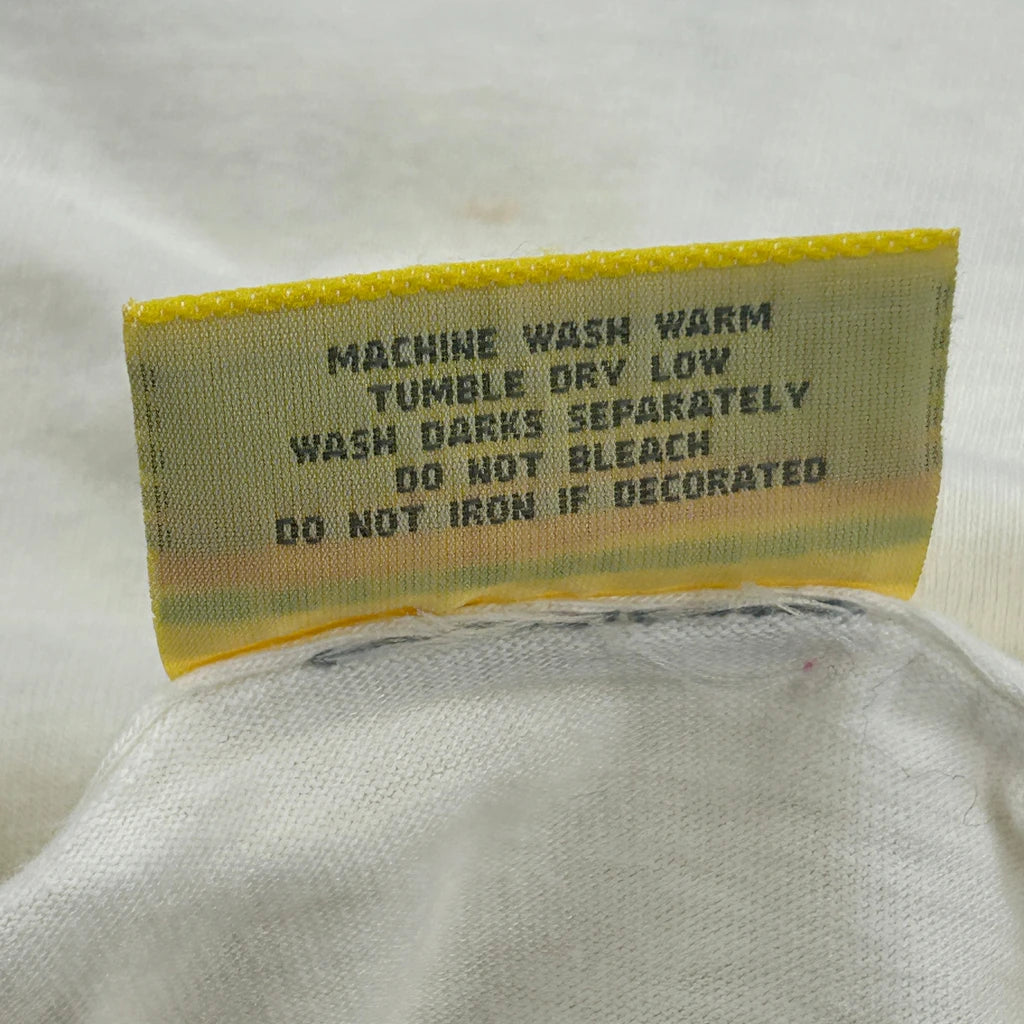 MACHINE WASH WARM
TUMBLE DRY LOW
WASH DARKS SEPARATELY
DO NOT BLEACH
DO NOT IRON IF DECORATED